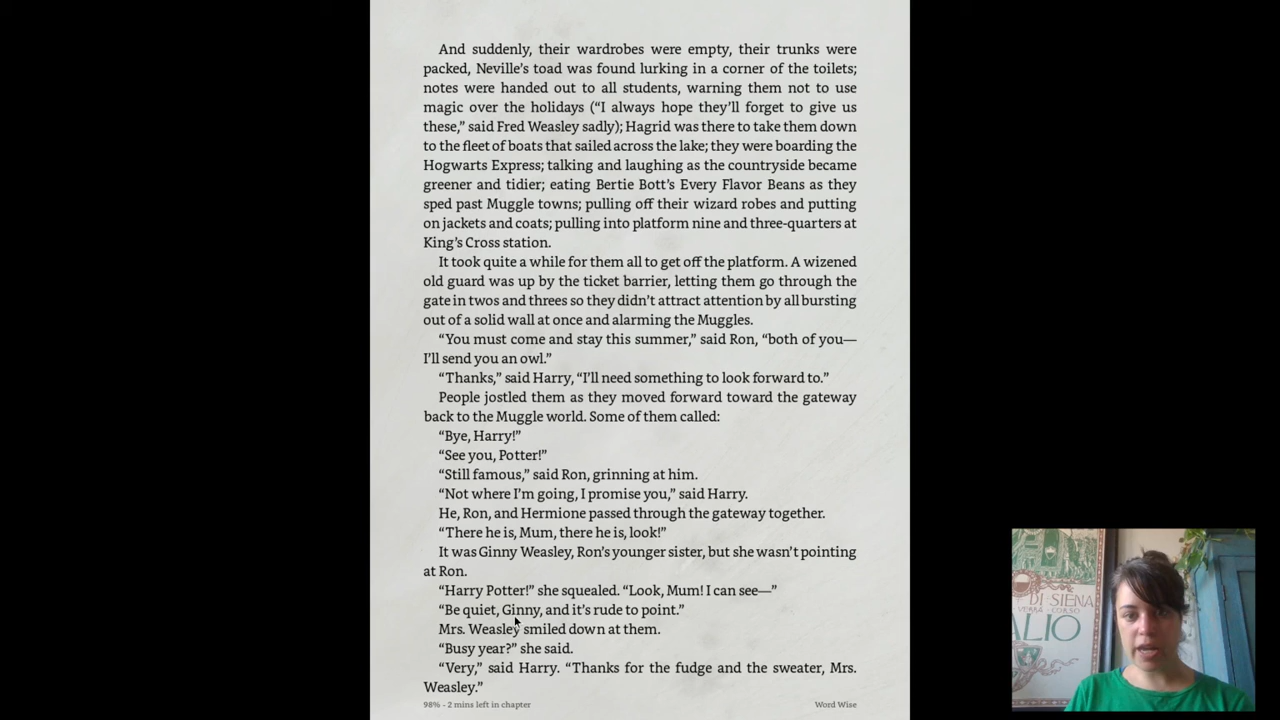 And suddenly, their wardrobes were empty, their trunks were
packed, Neville’s toad was found lurking in a corner of the toilets;
notes were handed out to all students, warning them not to use
magic over the holidays (“I always hope they’ll forget to give us
these,” said Fred Weasley sadly); Hagrid was there to take them down
to the fleet of boats that sailed across the lake; they were boarding the
Hogwarts Express; talking and laughing as the countryside became
greener and tidier; eating Bertie Bott’s Every Flavor Beans as they
sped past Muggle towns; pulling off their wizard robes and putting
on jackets and coats; pulling into platform nine and three-quarters at
King’s Cross station.
It took quite a while for them all to get off the platform. A wizened
old guard was up by the ticket barrier, letting them go through the
gate in twos and threes so they didn’t attract attention by all bursting
out of a solid wall at once and alarming the Muggles.
“You must come and stay this summer,” said Ron, “both of you—
I’ll send you an owl.”
“Thanks,” said Harry, “I’ll need something to look forward to.”
People jostled them as they moved forward toward the gateway
back to the Muggle world. Some of them called:
“Bye, Harry!”
“See you, Potter!”
“Still famous,” said Ron, grinning at him.
“Not where I’m going, I promise you,” said Harry.
He, Ron, and Hermione passed through the gateway together.
“There he is, Mum, there he is, look!”
It was Ginny Weasley, Ron’s younger sister, but she wasn’t pointing
at Ron.
“Harry Potter!” she squealed. “Look, Mum! I can see—”
“Be quiet, Ginny, and it’s rude to point.”
Mrs. Weasley smiled down at them.
“Busy year?” she said.
“Very,” said Harry. “Thanks for the fudge and the sweater, Mrs.
Weasley.”
98% - 2 mins left in chapter
Word Wise
DI SIENA
VERRA CORSO
ALIO